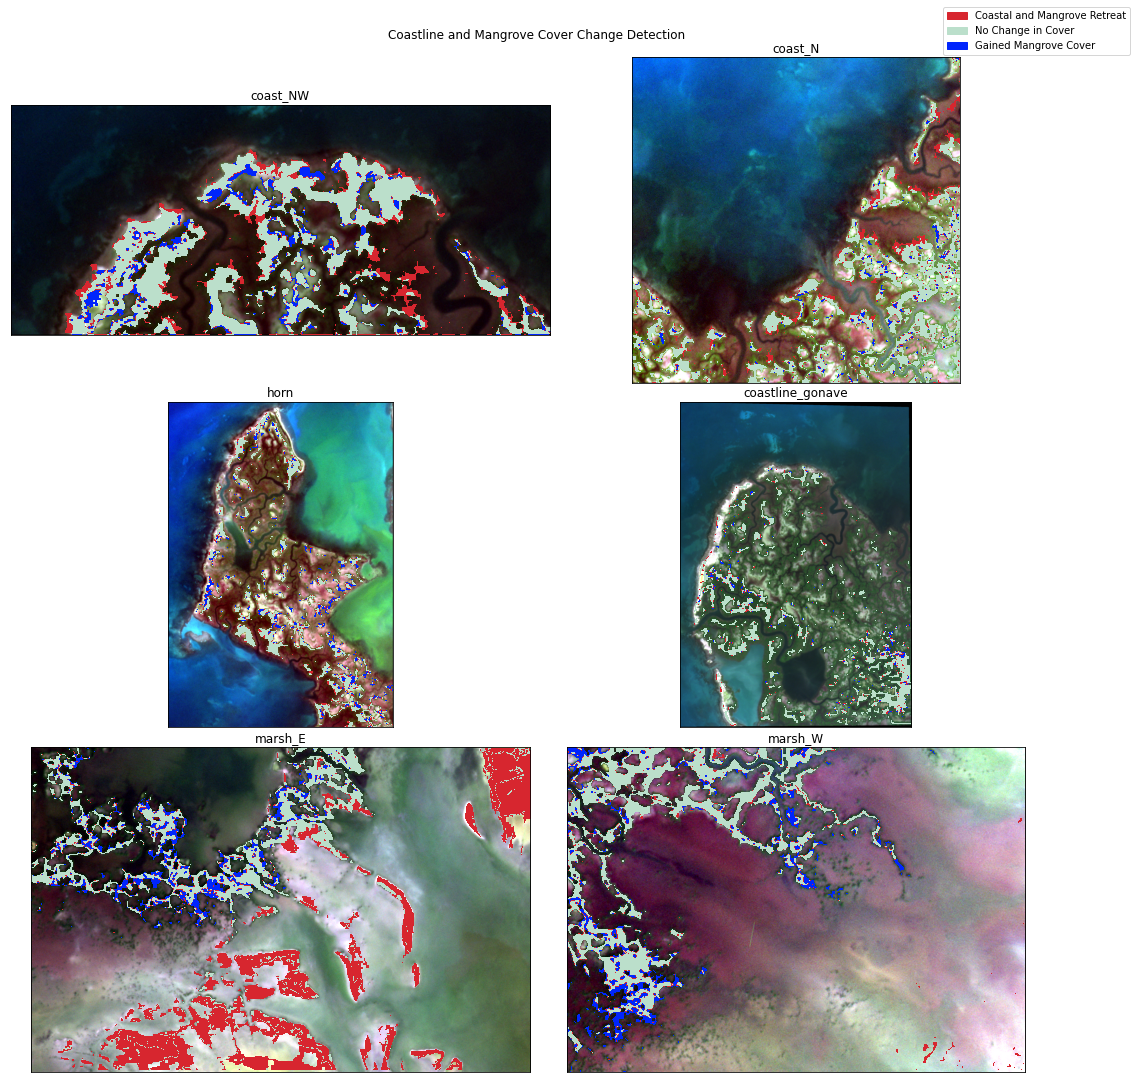 Coastline and Mangrove Cover Change Detection
Coastal and Mangrove Retreat
No Change in Cover
Gained Mangrove Cover
coast_NW
coast_N
horn
coastline_gonave
marsh_E
marsh_W